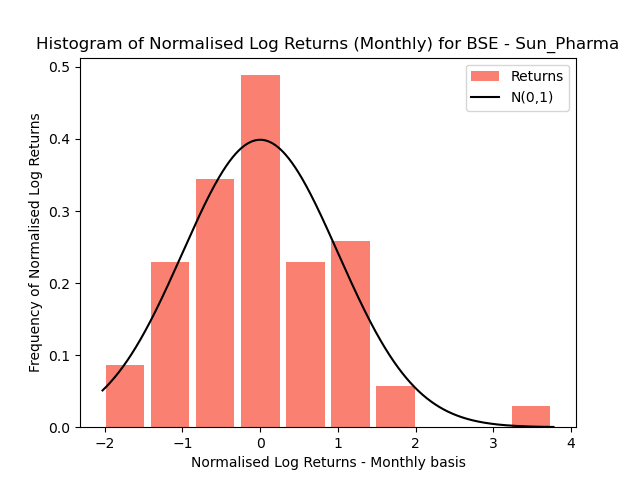 Histogram of Normalised Log Returns (Monthly) for BSE - Sun_Pharma
Returns
N(0,1)
Frequency of Normalised Log Returns
0.5
0.4
0.3
0.2
0.1
0.0
−2
−1
0
1
2
3
4
Normalised Log Returns - Monthly basis